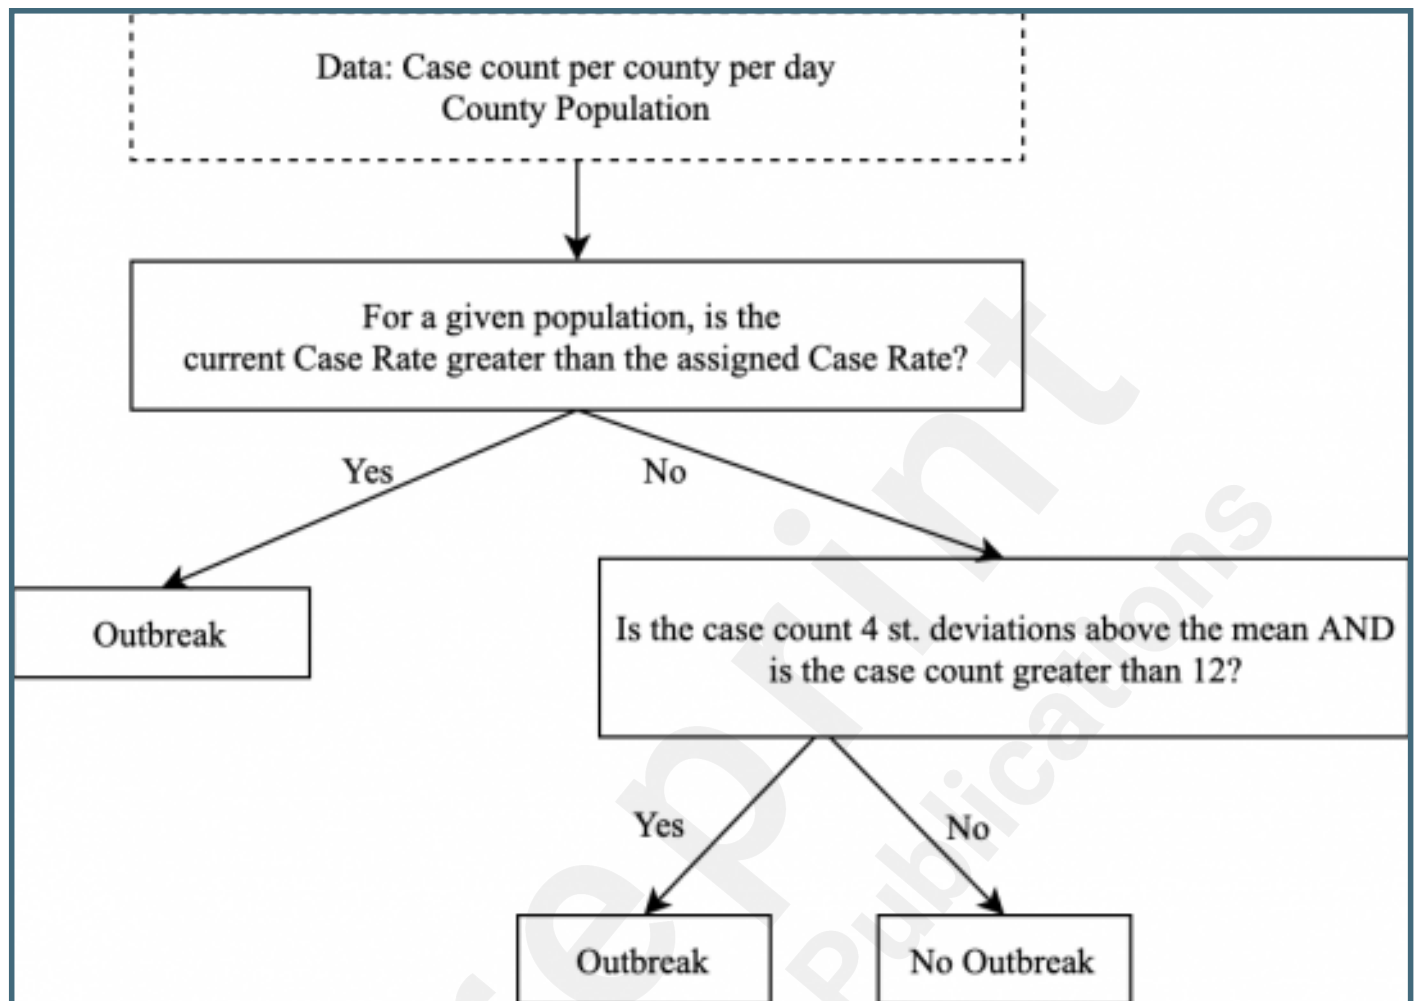 Data: Case count per county per day
County Population
For a given population, is the
current Case Rate greater than the assigned Case Rate?
Yes
No
Outbreak
Is the case count 4 st. deviations above the mean AND
is the case count greater than 12?
Yes
No
Outbreak
No Outbreak
eprint
Publications